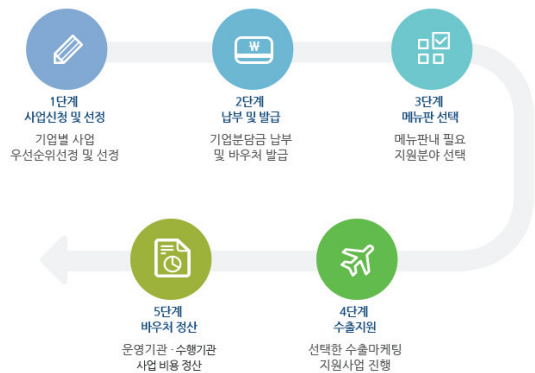 1단계
사업신청 및 선정
기업별 사업
우선순위선정 및 선정
₩
2단계
납부 및 발급
기업분담금 납부
및 바우처 발급
3단계
메뉴판 선택
메뉴판내 필요
지원분야 선택
4단계
수출지원
선택한 수출마케팅
지원사업 진행
5단계
바우처 정산
운영기관 · 수행기관
사업 비용 정산